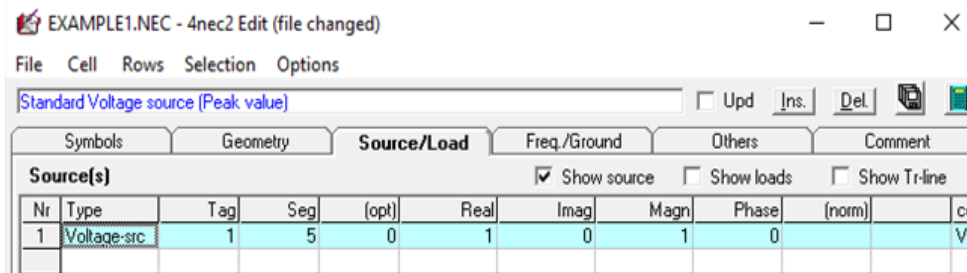 EXAMPLE1.NEC - 4nec2 Edit (file changed)
File Cell Rows Selection Options
Standard Voltage source (Peak value) Upd Ins. Del.
Symbols Geometry Source/Load Freq./Ground Others Comment
Source(s) Show source Show loads Show Tr-line
Nr Type Tag Seg (opt) Real Imag Magn Phase (norm)
1 Voltage-src 1 5 0 1 0 1 0